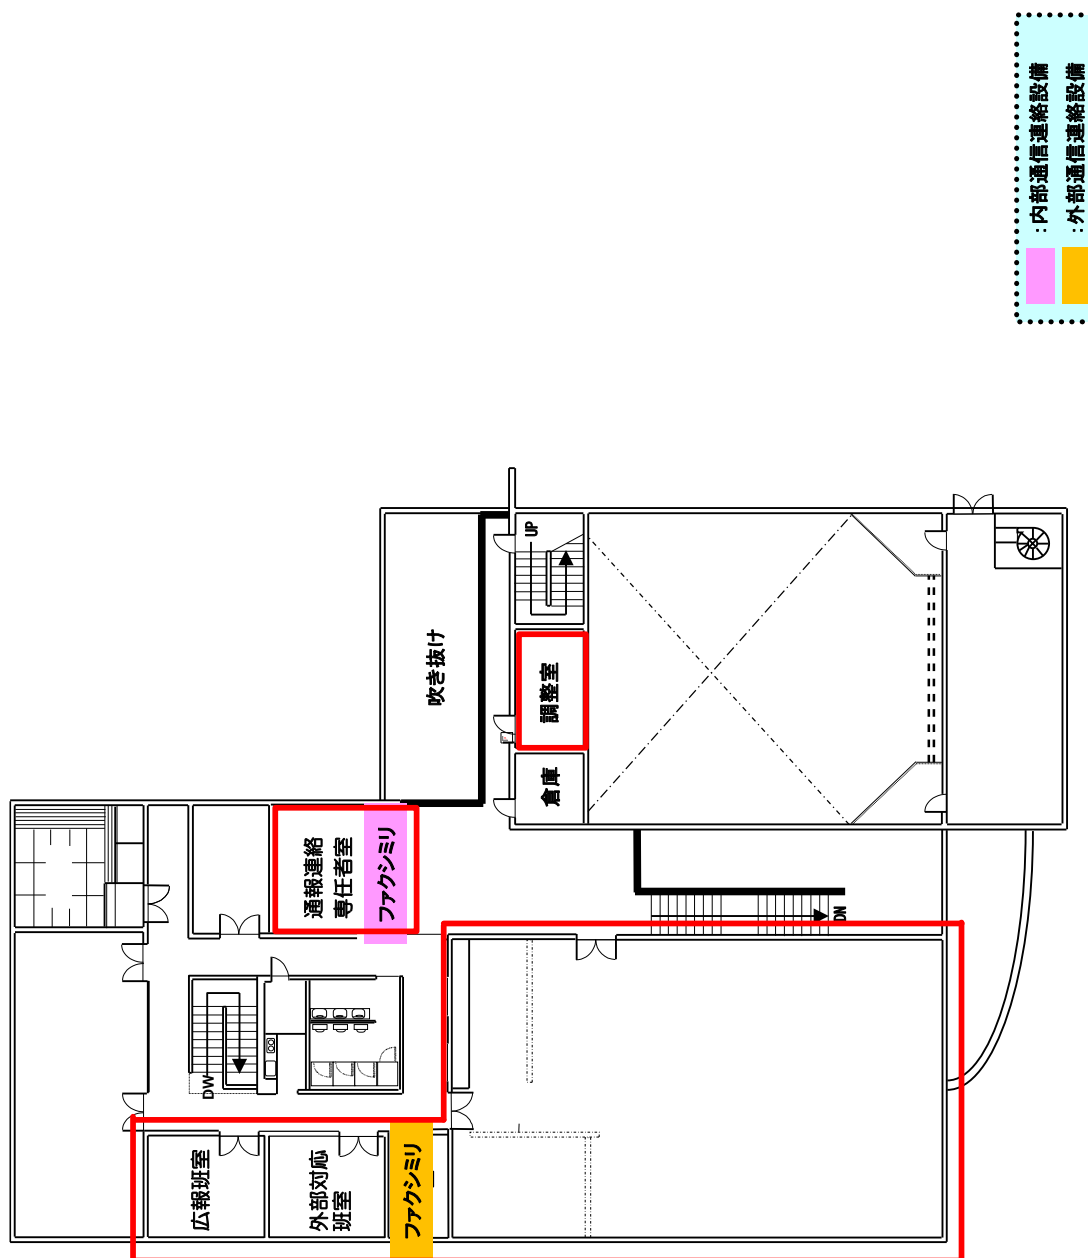 :内部通信連絡設備
:外部通信連絡設備
UP
吹き抜け
調整室
倉庫
通報連絡
専任者室
ファクシミリ
DN
DW
広報班室
外部対応
班室
ファクシミリ